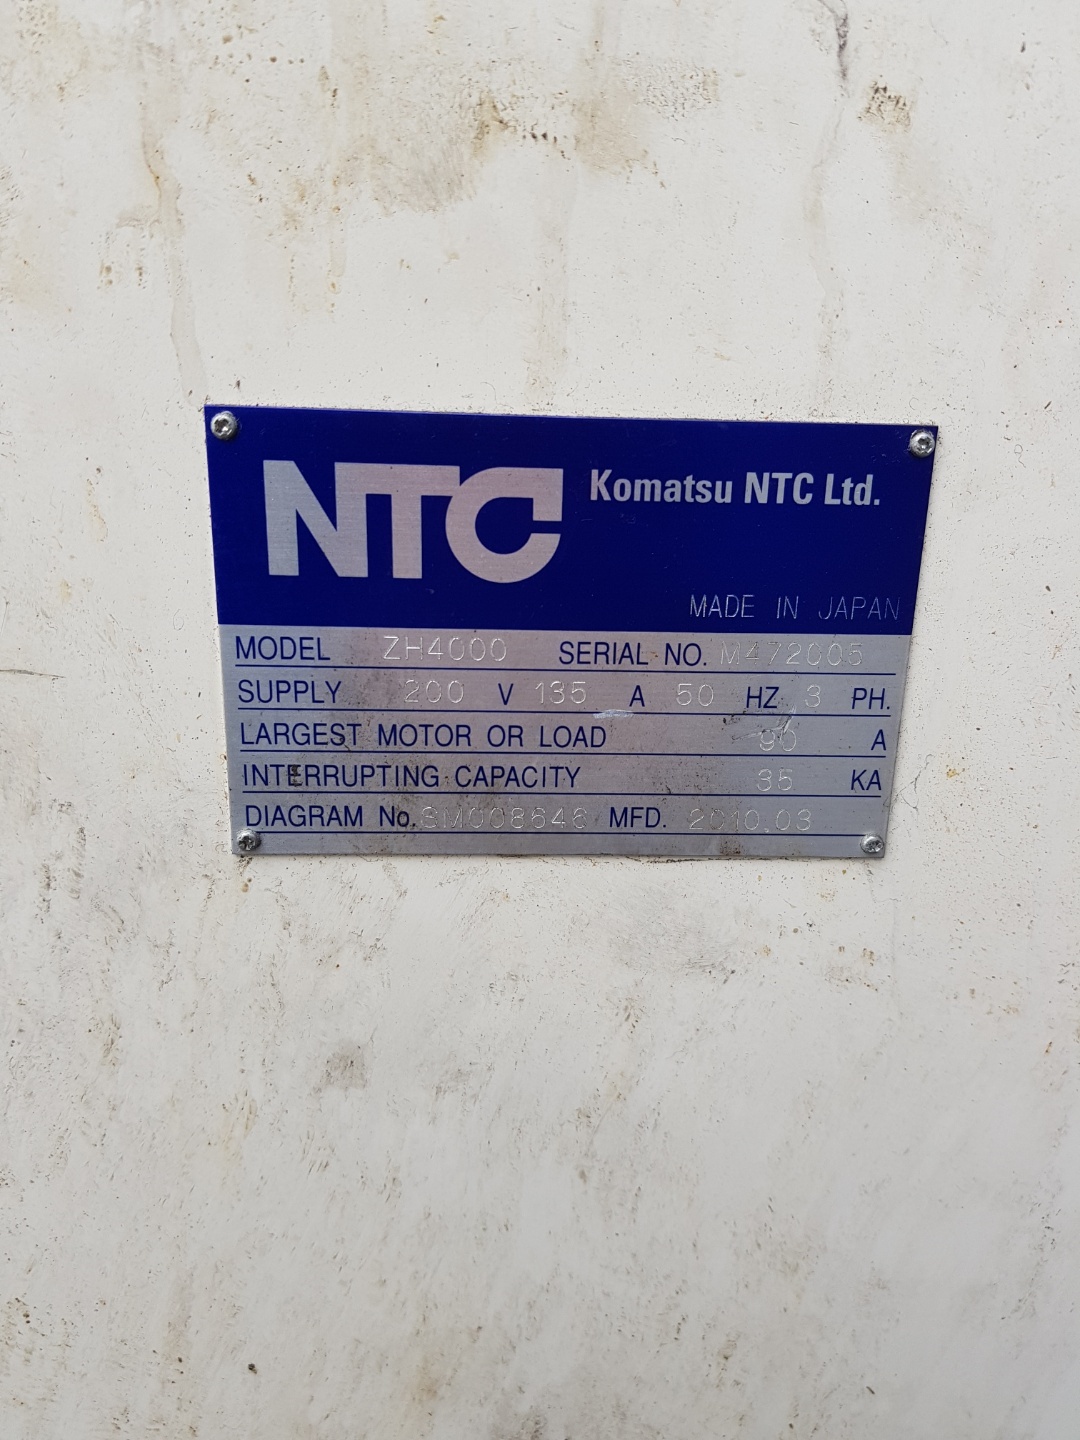 NTC Komatsu NTC Ltd.
MADE IN JAPAN
MODEL ZH4000 SERIAL NO. M472005
SUPPLY 200 V 135 A 50 HZ 3 PH.
LARGEST MOTOR OR LOAD 90 A
INTERRUPTING CAPACITY 35 KA
DIAGRAM No. MFD. 2010.03